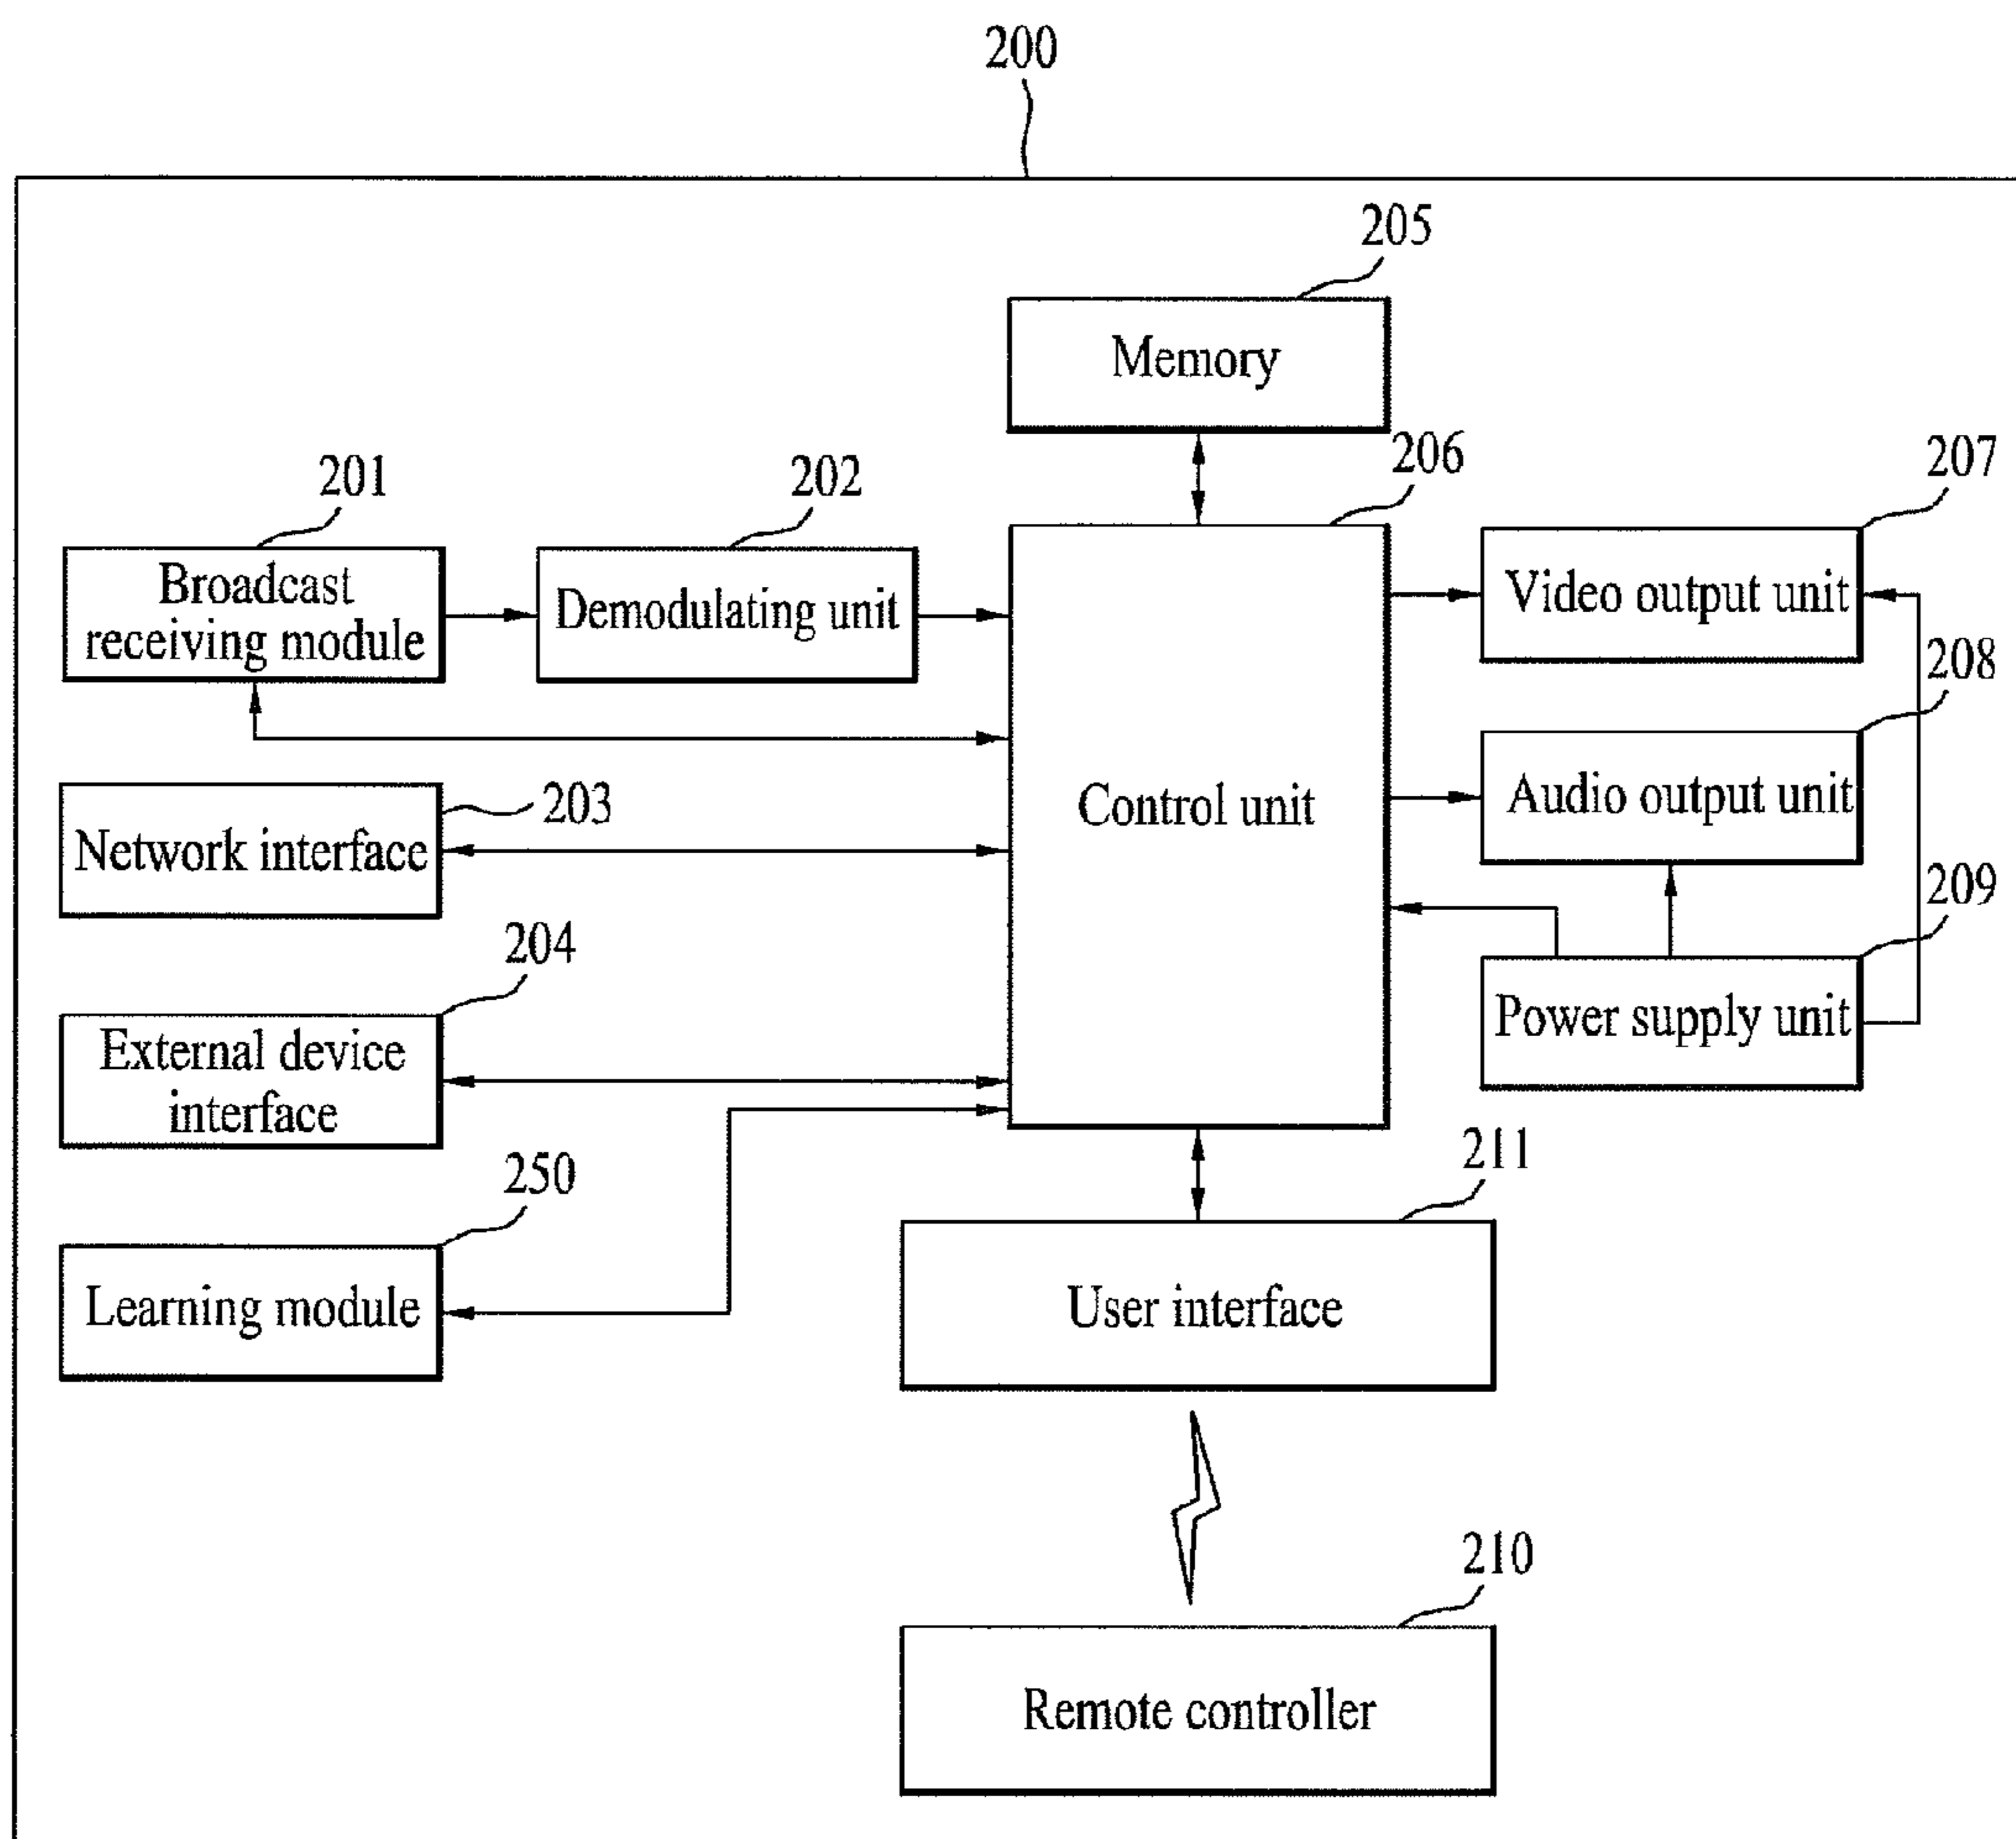 200
205
Memory
206
207
201
202
Broadcast
receiving module
Demodulating unit
Video output unit
208
203
Network interface
Control unit
Audio output unit
209
204
External device
interface
Power supply unit
211
250
Learning module
User interface
210
Remote controller